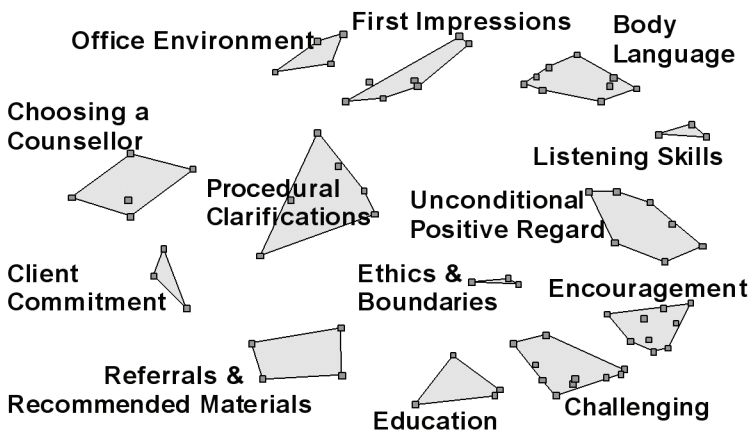 Office Environment
First Impressions
Body
Language
Choosing a
Counsellor
Listening Skills
Procedural
Clarifications
Unconditional
Positive Regard
Client
Commitment
Ethics &
Boundaries
Encouragement
Referrals &
Recommended Materials
Education
Challenging